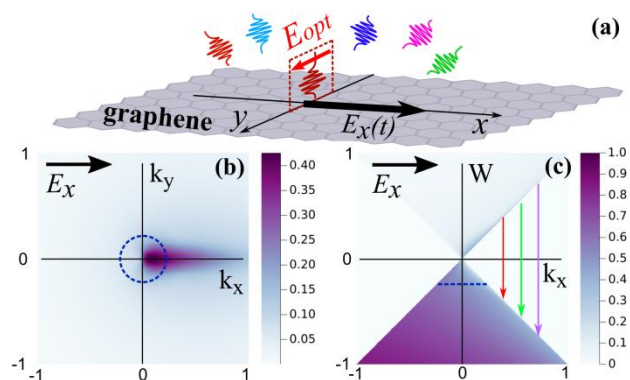 (a)
E_opt
graphene
y
E_x(t)
x
1
E_x
k_y
(b)
0
k_x
-1
-1
0
1
0.40
0.35
0.30
0.25
0.20
0.15
0.10
0.05
1
E_x
W
(c)
0
k_x
-1
-1
0
1
1.0
0.9
0.8
0.7
0.6
0.5
0.4
0.3
0.2
0.1
0